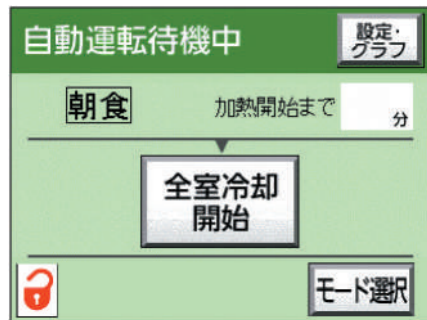 自動運転待機中
設定・
グラフ
朝食
加熱開始まで
分
全室冷却
開始
モード選択